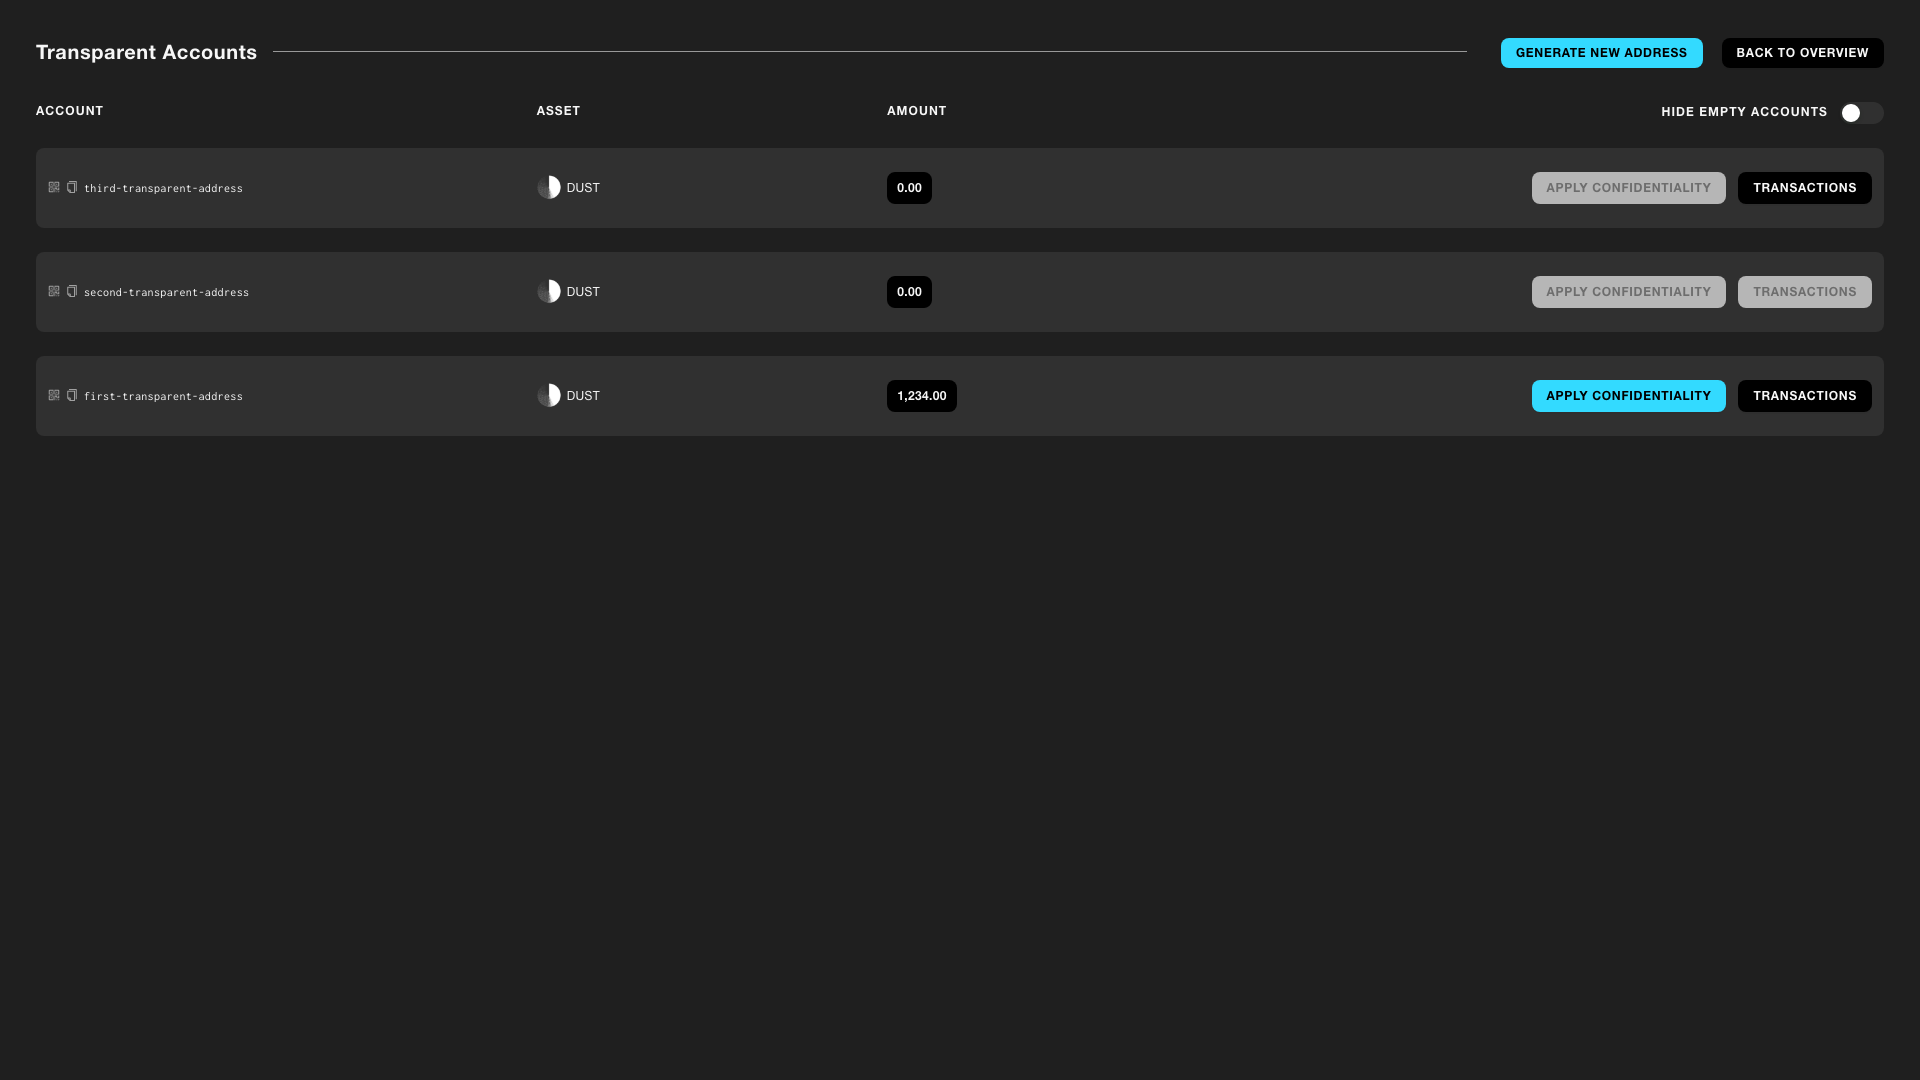 Transparent Accounts
GENERATE NEW ADDRESS
BACK TO OVERVIEW
ACCOUNT ASSET AMOUNT HIDE EMPTY ACCOUNTS
third-transparent-address DUST 0.00 APPLY CONFIDENTIALITY TRANSACTIONS
second-transparent-address DUST 0.00 APPLY CONFIDENTIALITY TRANSACTIONS
first-transparent-address DUST 1,234.00 APPLY CONFIDENTIALITY TRANSACTIONS